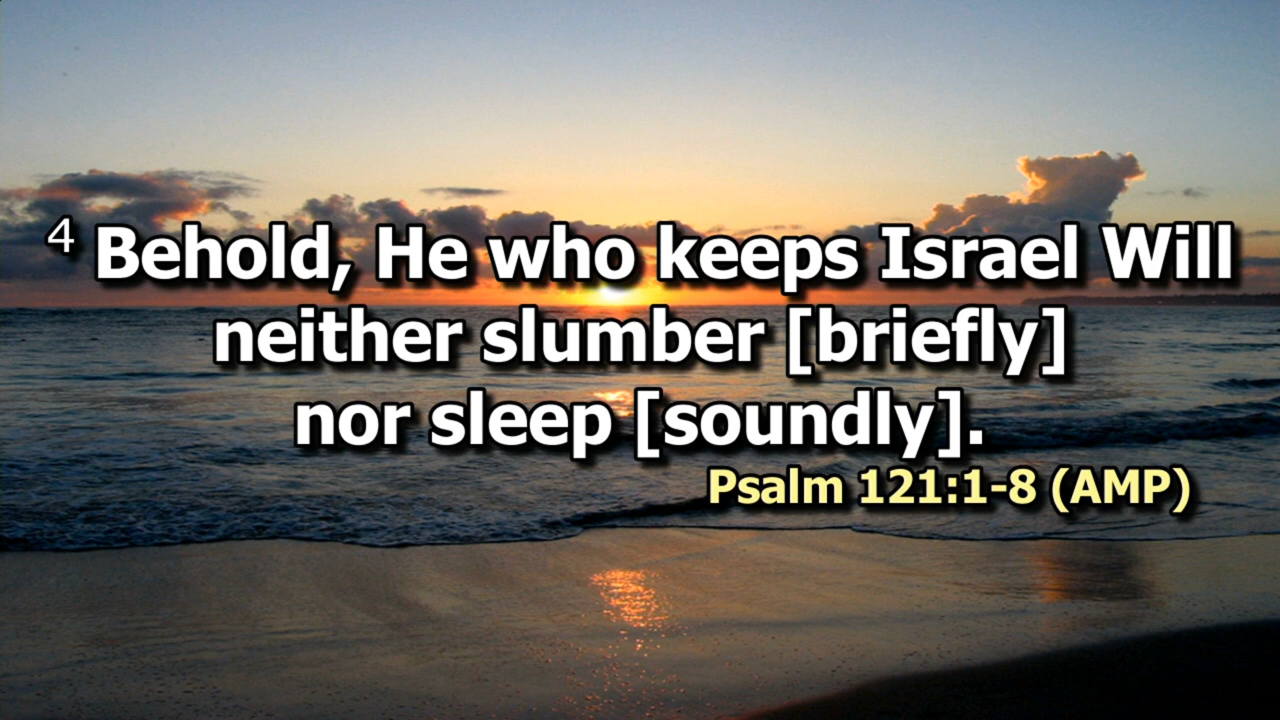 4 Behold, He who keeps Israel Will
neither slumber [briefly]
nor sleep [soundly].
Psalm 121:1-8 (AMP)